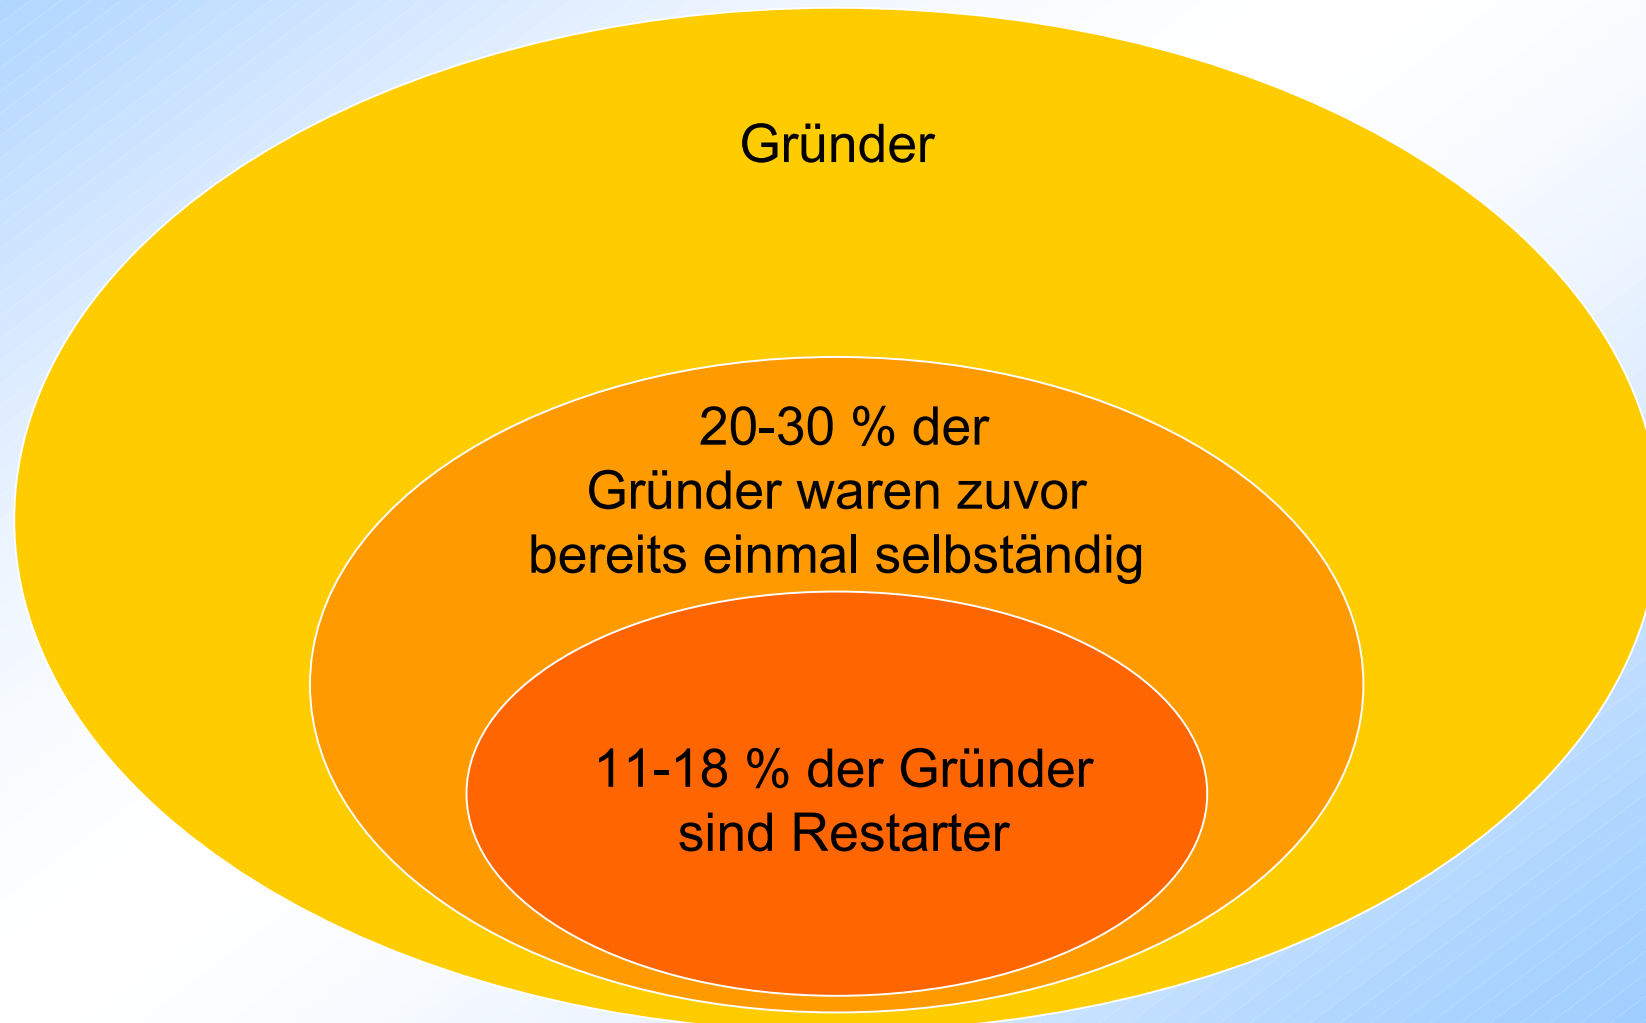 Gründer
20-30 % der
Gründer waren zuvor
bereits einmal selbständig
11-18 % der Gründer
sind Restarter